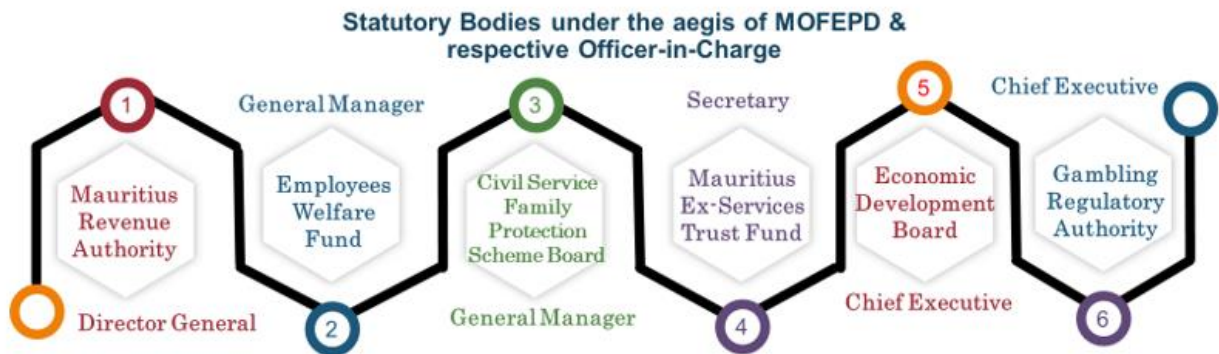 Statutory Bodies under the aegis of MOFEPD &
respective Officer-in-Charge
1
Mauritius
Revenue
Authority
Director General
General Manager
Employees
Welfare
Fund
2
3
Civil Service
Family
Protection
Scheme Board
General Manager
Secretary
Mauritius
Ex-Services
Trust Fund
4
5
Economic
Development
Board
Chief Executive
Chief Executive
Gambling
Regulatory
Authority
6